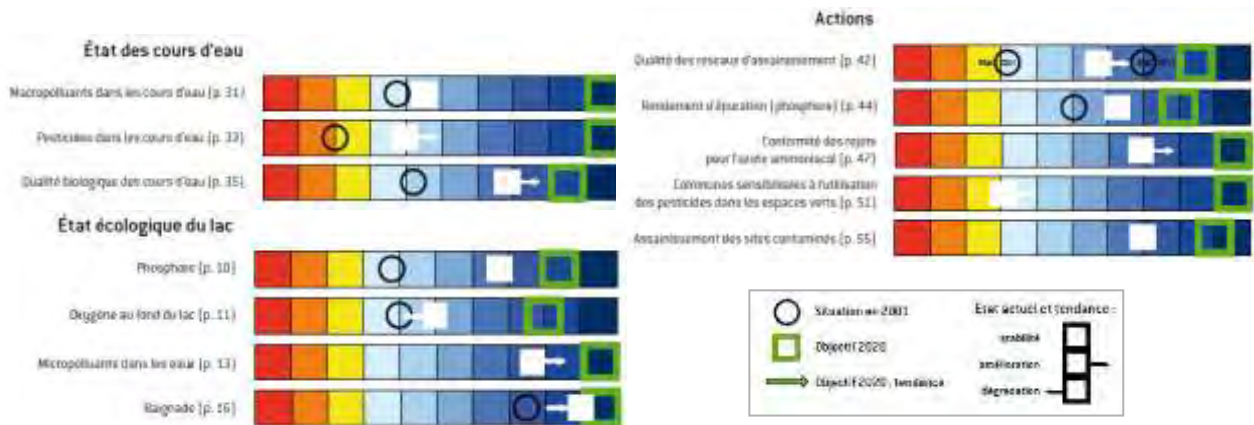 État des cours d'eau
Macropolluants dans les cours d'eau (p. 31)
Pesticides dans les cours d'eau (p. 33)
Qualité biologique des cours d'eau (p. 35)
État écologique du lac
Phosphore (p. 10)
Oxygène au fond du lac (p. 11)
Micropolluants dans les eaux (p. 13)
Baignade (p. 16)
Actions
Qualité des réseaux d'assainissement (p. 42)
Rendement d'épuration (phosphore) (p. 44)
Conformité des rejets
pour l'azote ammoniacal (p. 47)
Communes sensibilisées à l'utilisation
des pesticides dans les espaces verts (p. 51)
Assainissement des sites contaminés (p. 55)
Situation en 2001
Objectif 2020
Objectif 2020 : tendance
Etat actuel et tendance :
stabilité
amélioration
dégradation